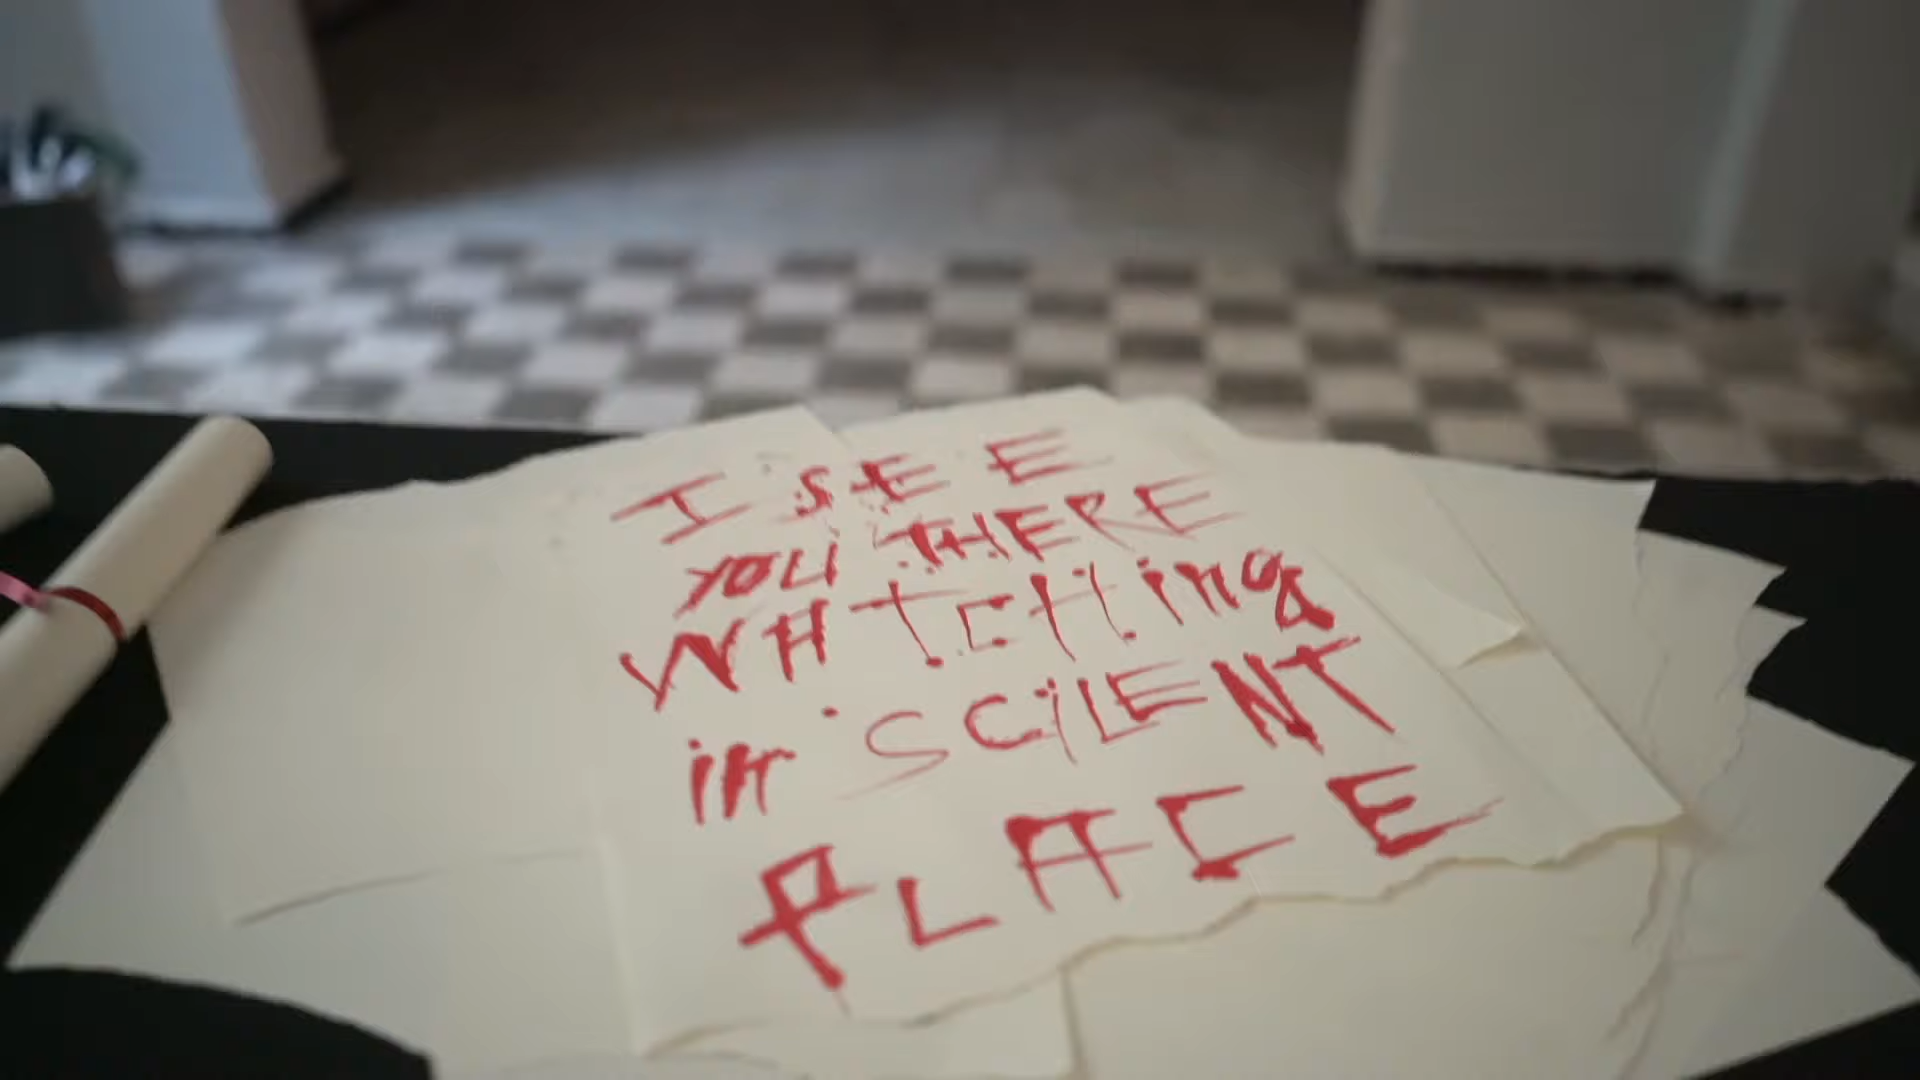 I SEE
YOU THERE
WATCHing
in SCILENT
PLACE